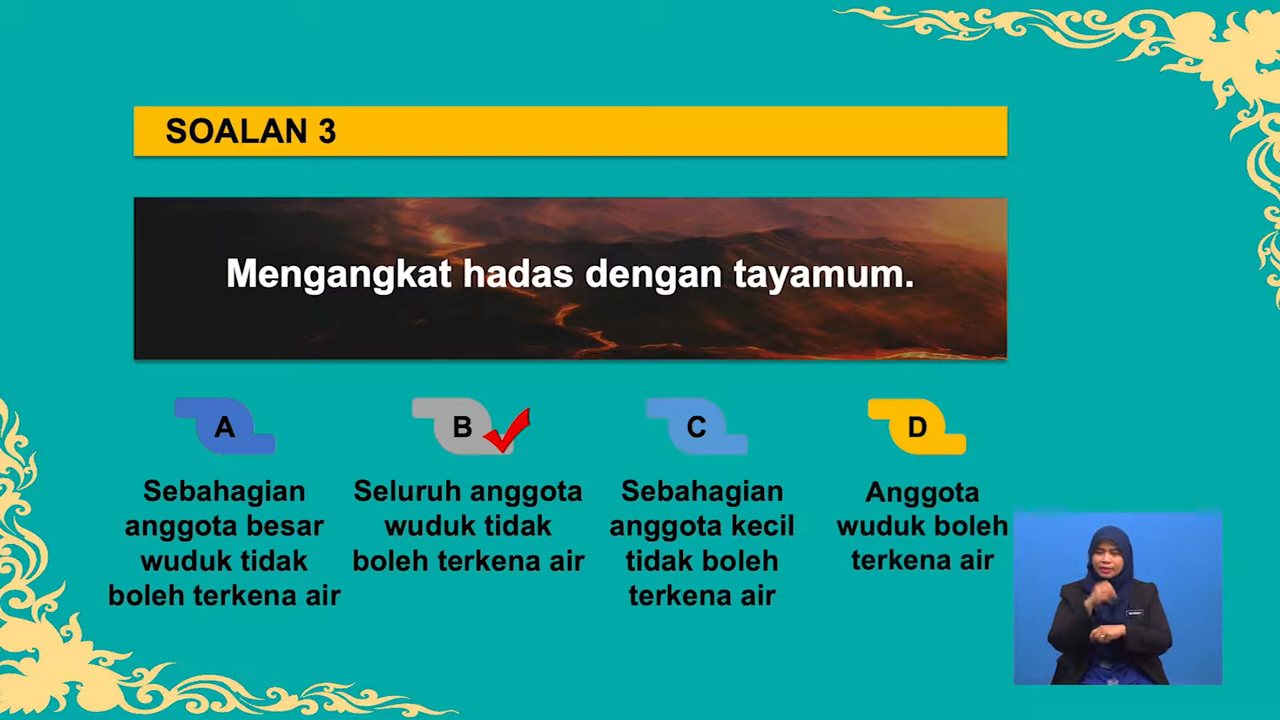 SOALAN 3
Mengangkat hadas dengan tayamum.
A
Sebahagian
anggota besar
wuduk tidak
boleh terkena air
B
Seluruh anggota
wuduk tidak
boleh terkena air
C
Sebahagian
anggota kecil
tidak boleh
terkena air
D
Anggota
wuduk boleh
terkena air